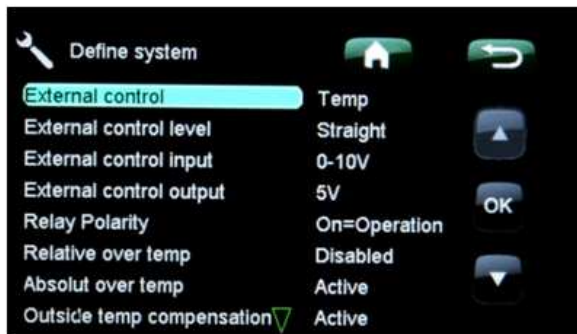 Define system
External control Temp
External control level Straight
External control input 0-10V
External control output 5V
OK
Relay Polarity On=Operation
Relative over temp Disabled
Absolut over temp Active
Outside temp compensation Active